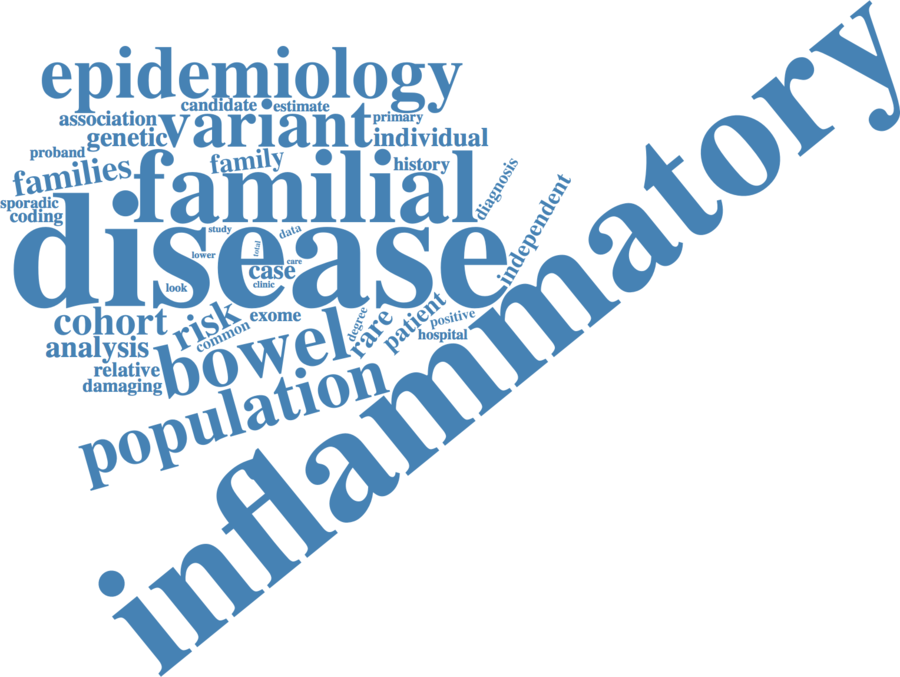 epidemiology
candidate
estimate
association
variant
primary
genetic
individual
proband
family
history
families
familial
diagnosis
sporadic
coding
independent
disease
study
data
total
lower
care
case
clinic
look
inflammatory
cohort
risk
exome
common
degree
rare
patient
positive
hospital
analysis
bowel
relative
damaging
population